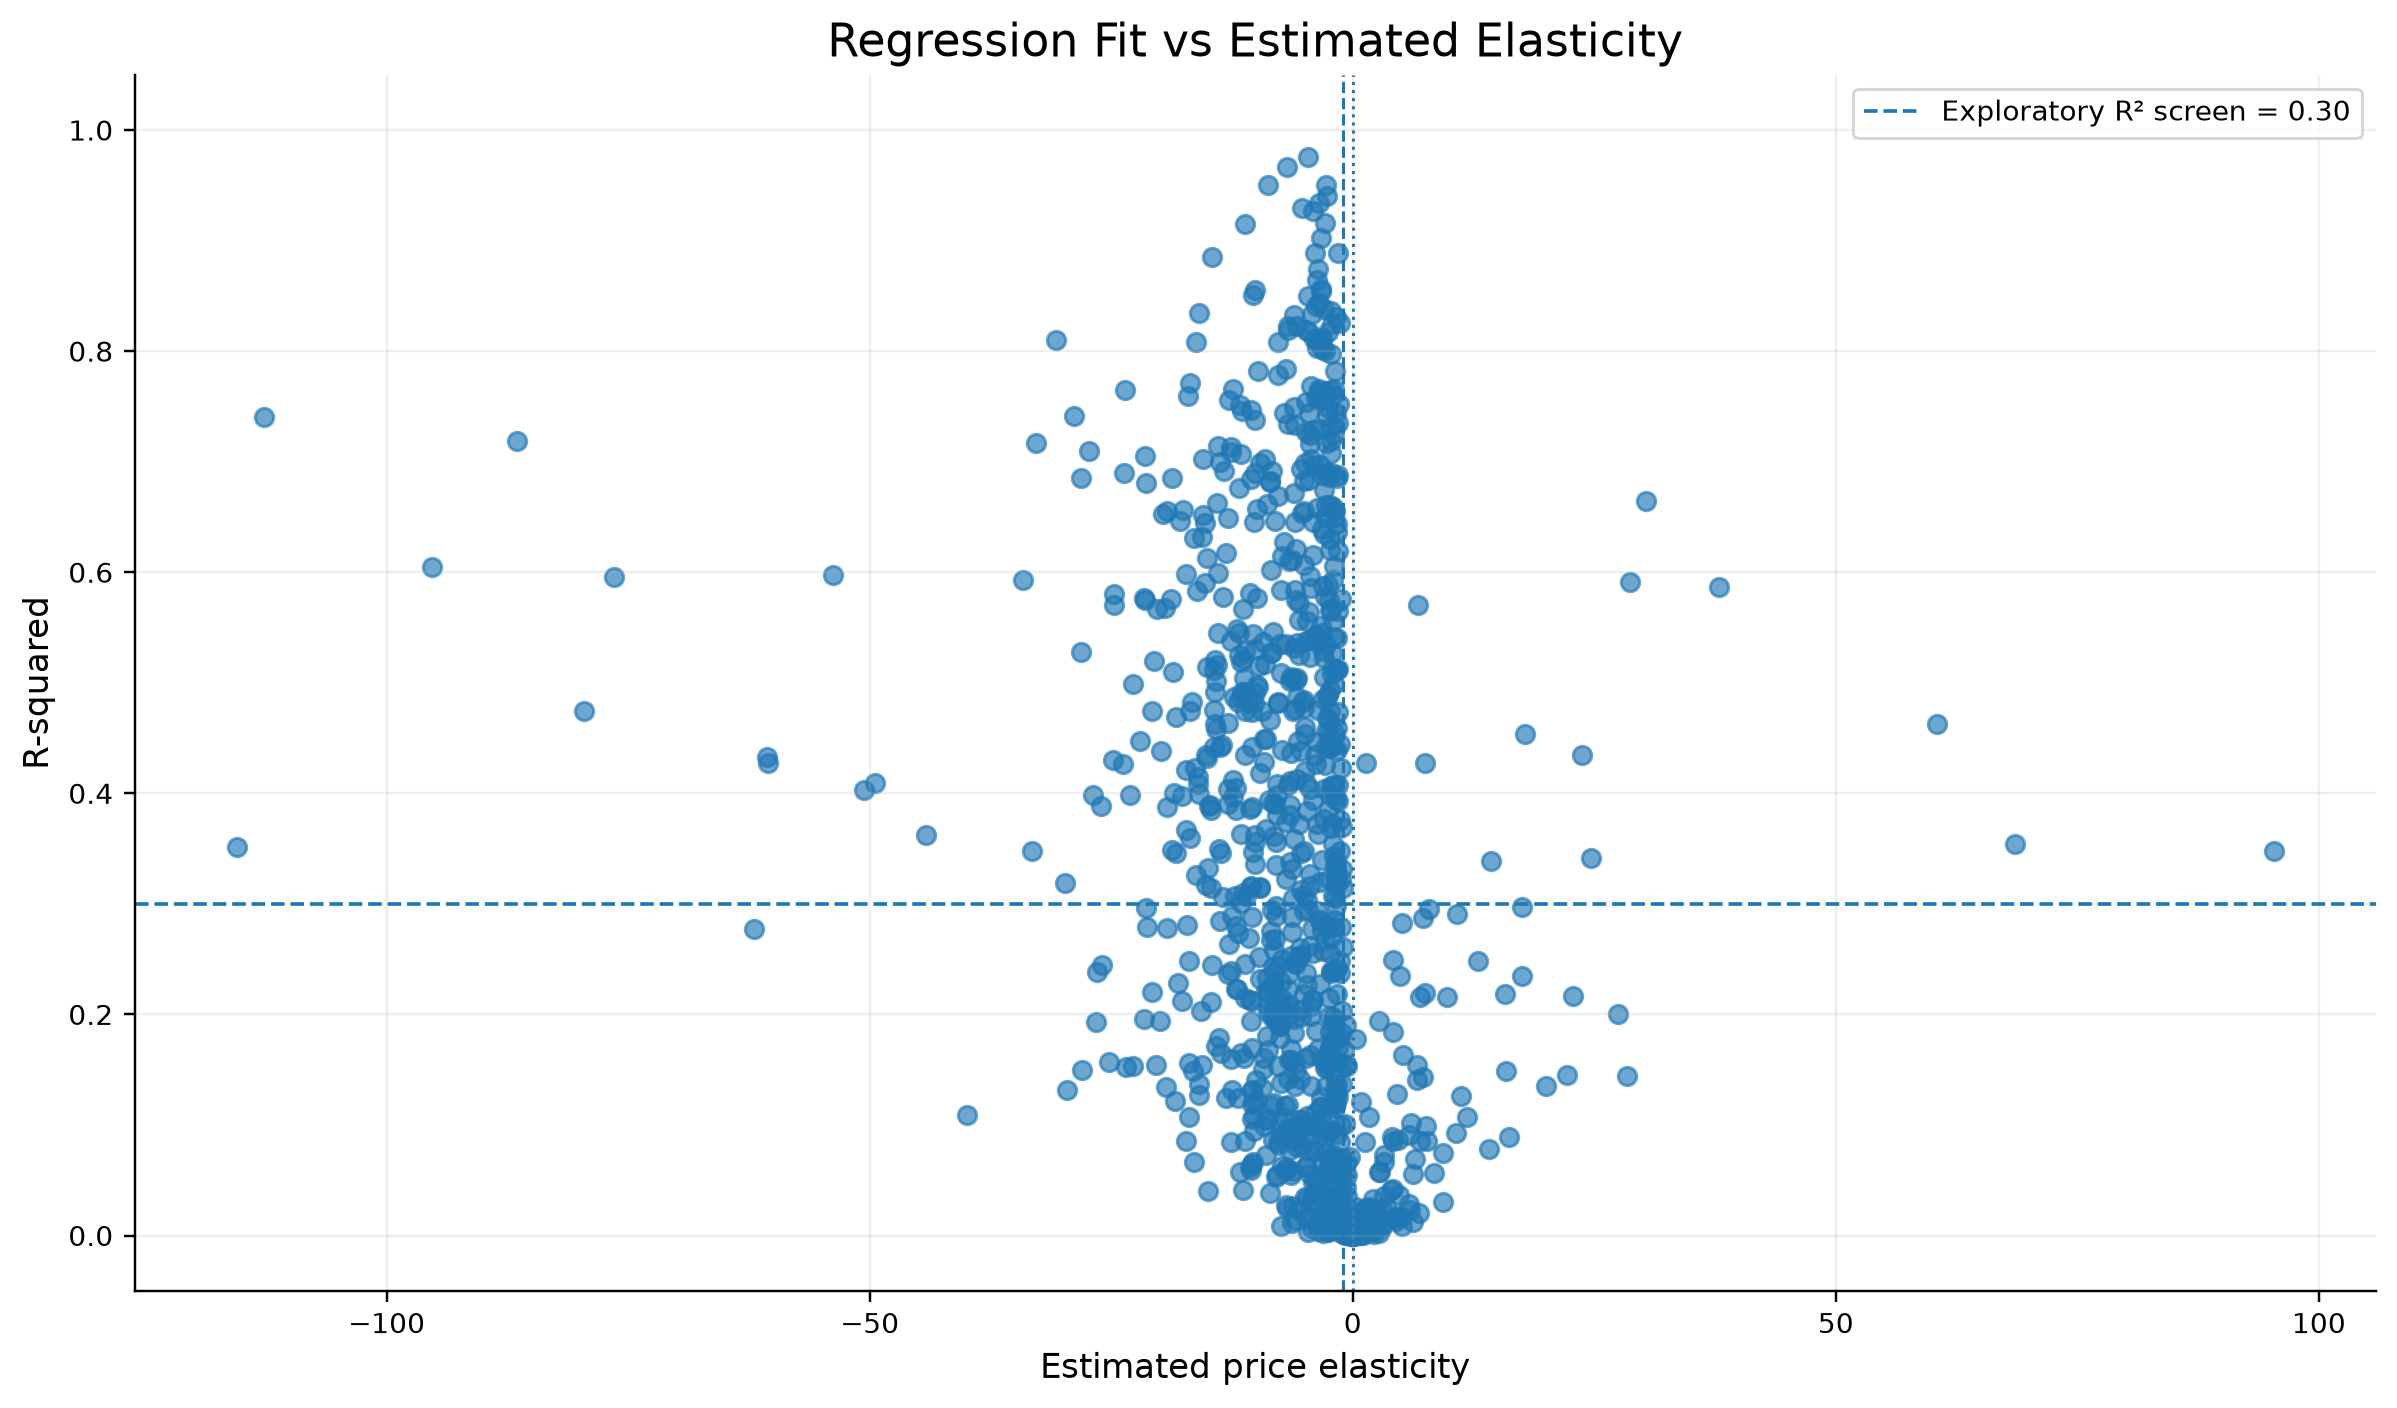 Regression Fit vs Estimated Elasticity
Exploratory R² screen = 0.30
1.0
0.8
0.6
0.4
0.2
0.0
R-squared
−100
−50
0
50
100
Estimated price elasticity